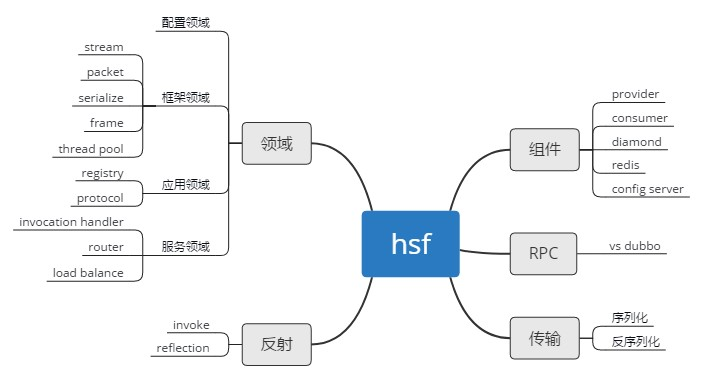 hsf
领域
配置领域
框架领域
stream
packet
serialize
frame
thread pool
应用领域
registry
protocol
服务领域
invocation handler
router
load balance
反射
invoke
reflection
组件
provider
consumer
diamond
redis
config server
RPC
vs dubbo
传输
序列化
反序列化